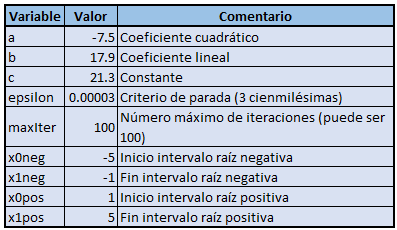 Variable Valor Comentario
a -7.5 Coeficiente cuadrático
b 17.9 Coeficiente lineal
c 21.3 Constante
epsilon 0.00003 Criterio de parada (3 cienmilésimas)
maxIter 100 Número máximo de iteraciones (puede ser
100)
x0neg -5 Inicio intervalo raíz negativa
x1neg -1 Fin intervalo raíz negativa
x0pos 1 Inicio intervalo raíz positiva
x1pos 5 Fin intervalo raíz positiva